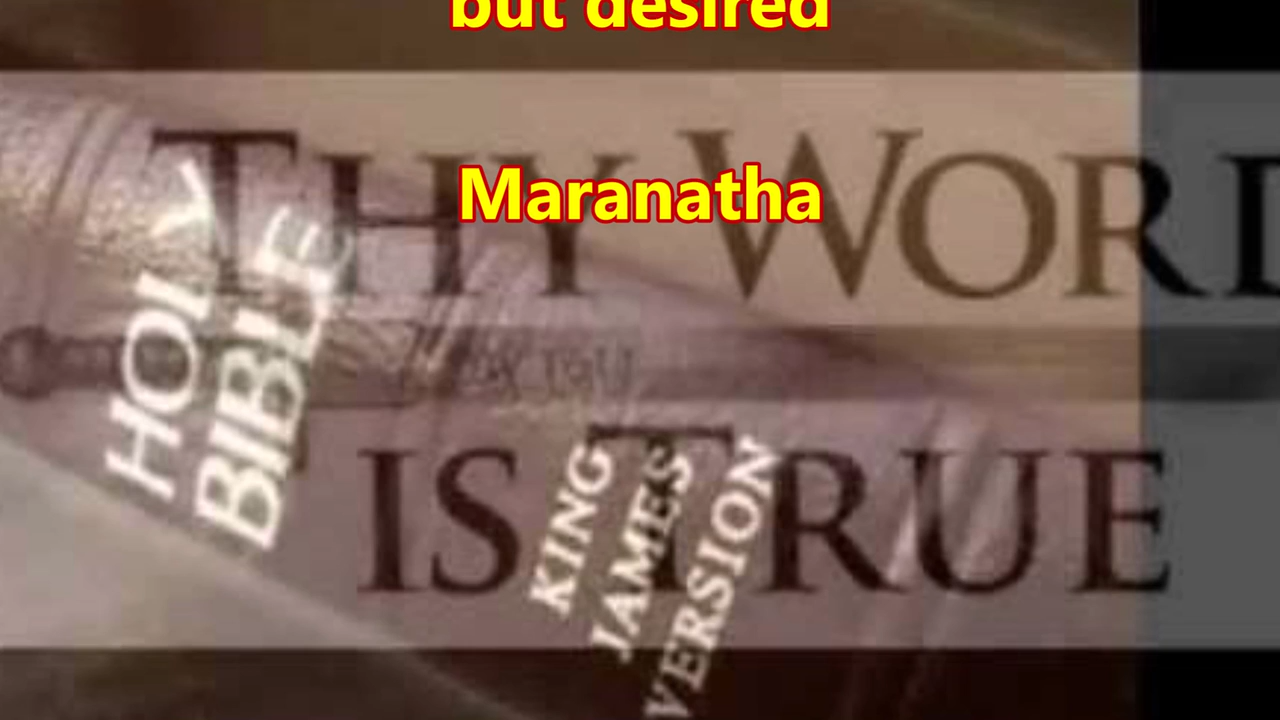 but desired
Maranatha
THY WORD
IS TRUE
HOLY
BIBLE
KING
JAMES
VERSION